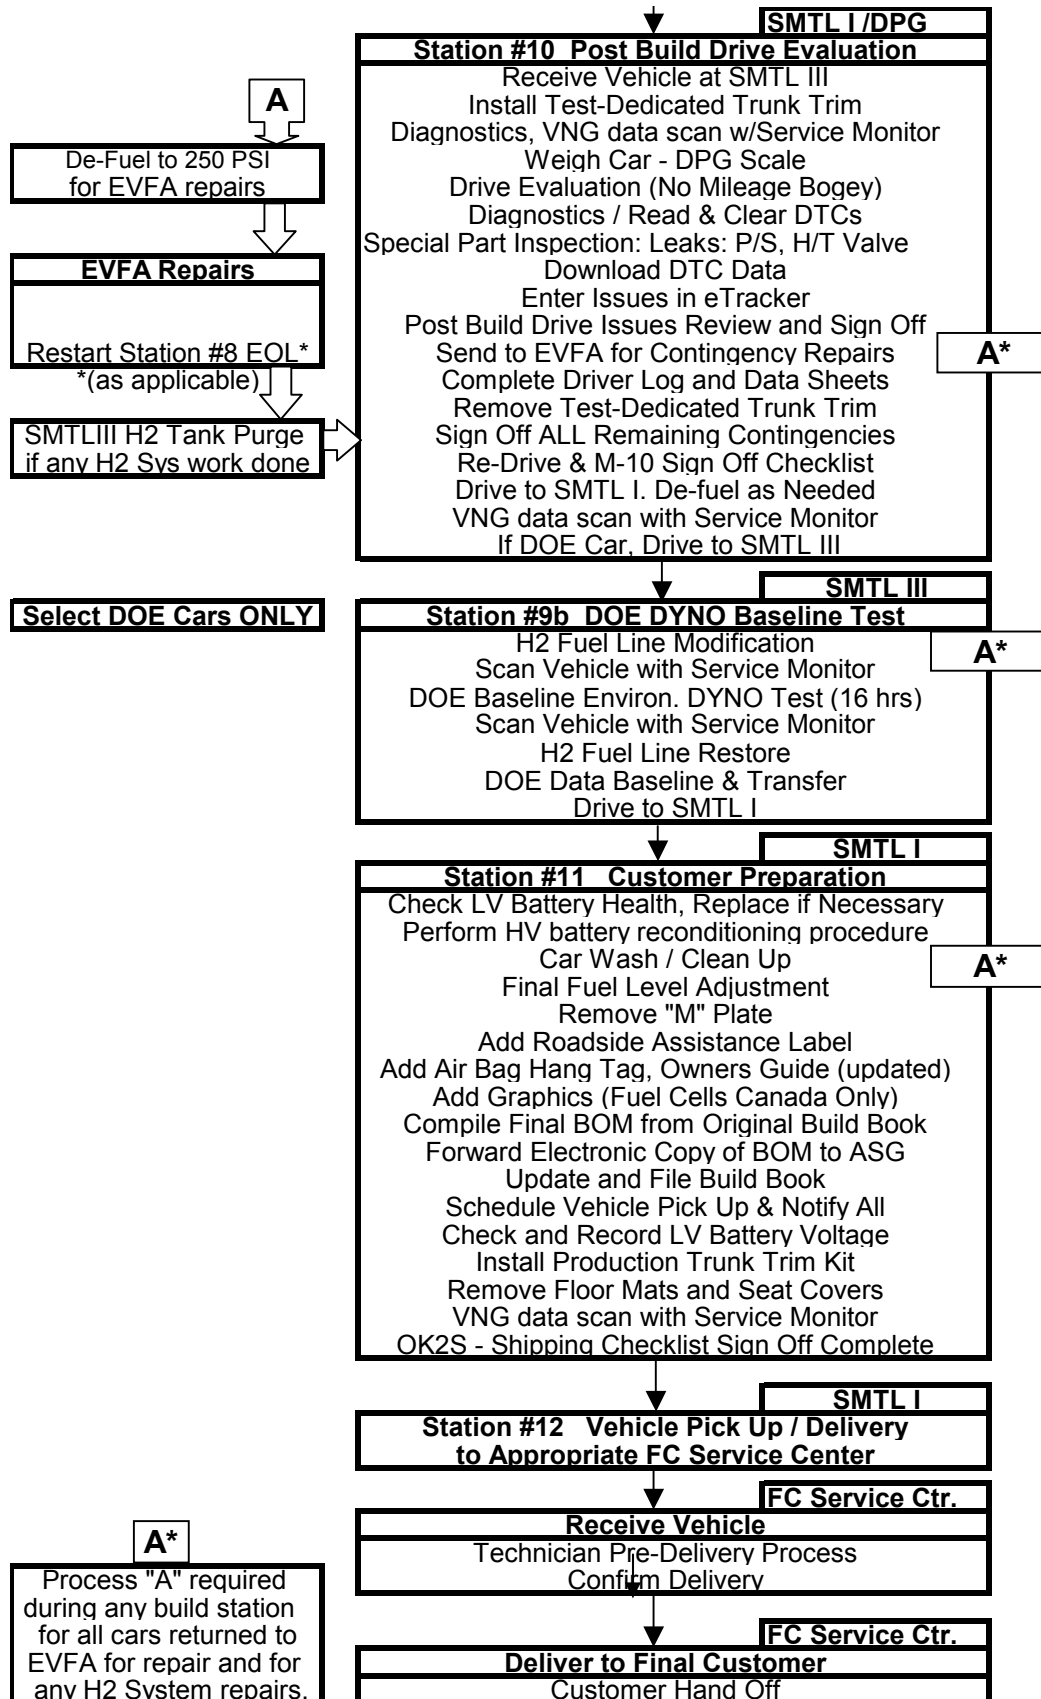 SMTL I /DPG
Station #10  Post Build Drive Evaluation
Receive Vehicle at SMTL III
Install Test-Dedicated Trunk Trim
Diagnostics, VNG data scan w/Service Monitor
Weigh Car - DPG Scale
Drive Evaluation (No Mileage Bogey)
Diagnostics / Read & Clear DTCs
Special Part Inspection: Leaks: P/S, H/T Valve
Download DTC Data
Enter Issues in eTracker
Post Build Drive Issues Review and Sign Off
Send to EVFA for Contingency Repairs
Complete Driver Log and Data Sheets
Remove Test-Dedicated Trunk Trim
Sign Off ALL Remaining Contingencies
Re-Drive & M-10 Sign Off Checklist
Drive to SMTL I. De-fuel as Needed
VNG data scan with Service Monitor
If DOE Car, Drive to SMTL III
A*
A
De-Fuel to 250 PSI
for EVFA repairs
EVFA Repairs
Restart Station #8 EOL*
*(as applicable)
SMTLIII H2 Tank Purge
if any H2 Sys work done
Select DOE Cars ONLY
SMTL III
Station #9b  DOE DYNO Baseline Test
H2 Fuel Line Modification
Scan Vehicle with Service Monitor
DOE Baseline Environ. DYNO Test (16 hrs)
Scan Vehicle with Service Monitor
H2 Fuel Line Restore
DOE Data Baseline & Transfer
Drive to SMTL I
A*
SMTL I
Station #11   Customer Preparation
Check LV Battery Health, Replace if Necessary
Perform HV battery reconditioning procedure
Car Wash / Clean Up
Final Fuel Level Adjustment
Remove "M" Plate
Add Roadside Assistance Label
Add Air Bag Hang Tag, Owners Guide (updated)
Add Graphics (Fuel Cells Canada Only)
Compile Final BOM from Original Build Book
Forward Electronic Copy of BOM to ASG
Update and File Build Book
Schedule Vehicle Pick Up & Notify All
Check and Record LV Battery Voltage
Install Production Trunk Trim Kit
Remove Floor Mats and Seat Covers
VNG data scan with Service Monitor
OK2S - Shipping Checklist Sign Off Complete
A*
SMTL I
Station #12   Vehicle Pick Up / Delivery
to Appropriate FC Service Center
FC Service Ctr.
Receive Vehicle
Technician Pre-Delivery Process
Confirm Delivery
FC Service Ctr.
Deliver to Final Customer
Customer Hand Off
A*
Process "A" required
during any build station
for all cars returned to
EVFA for repair and for
any H2 System repairs.